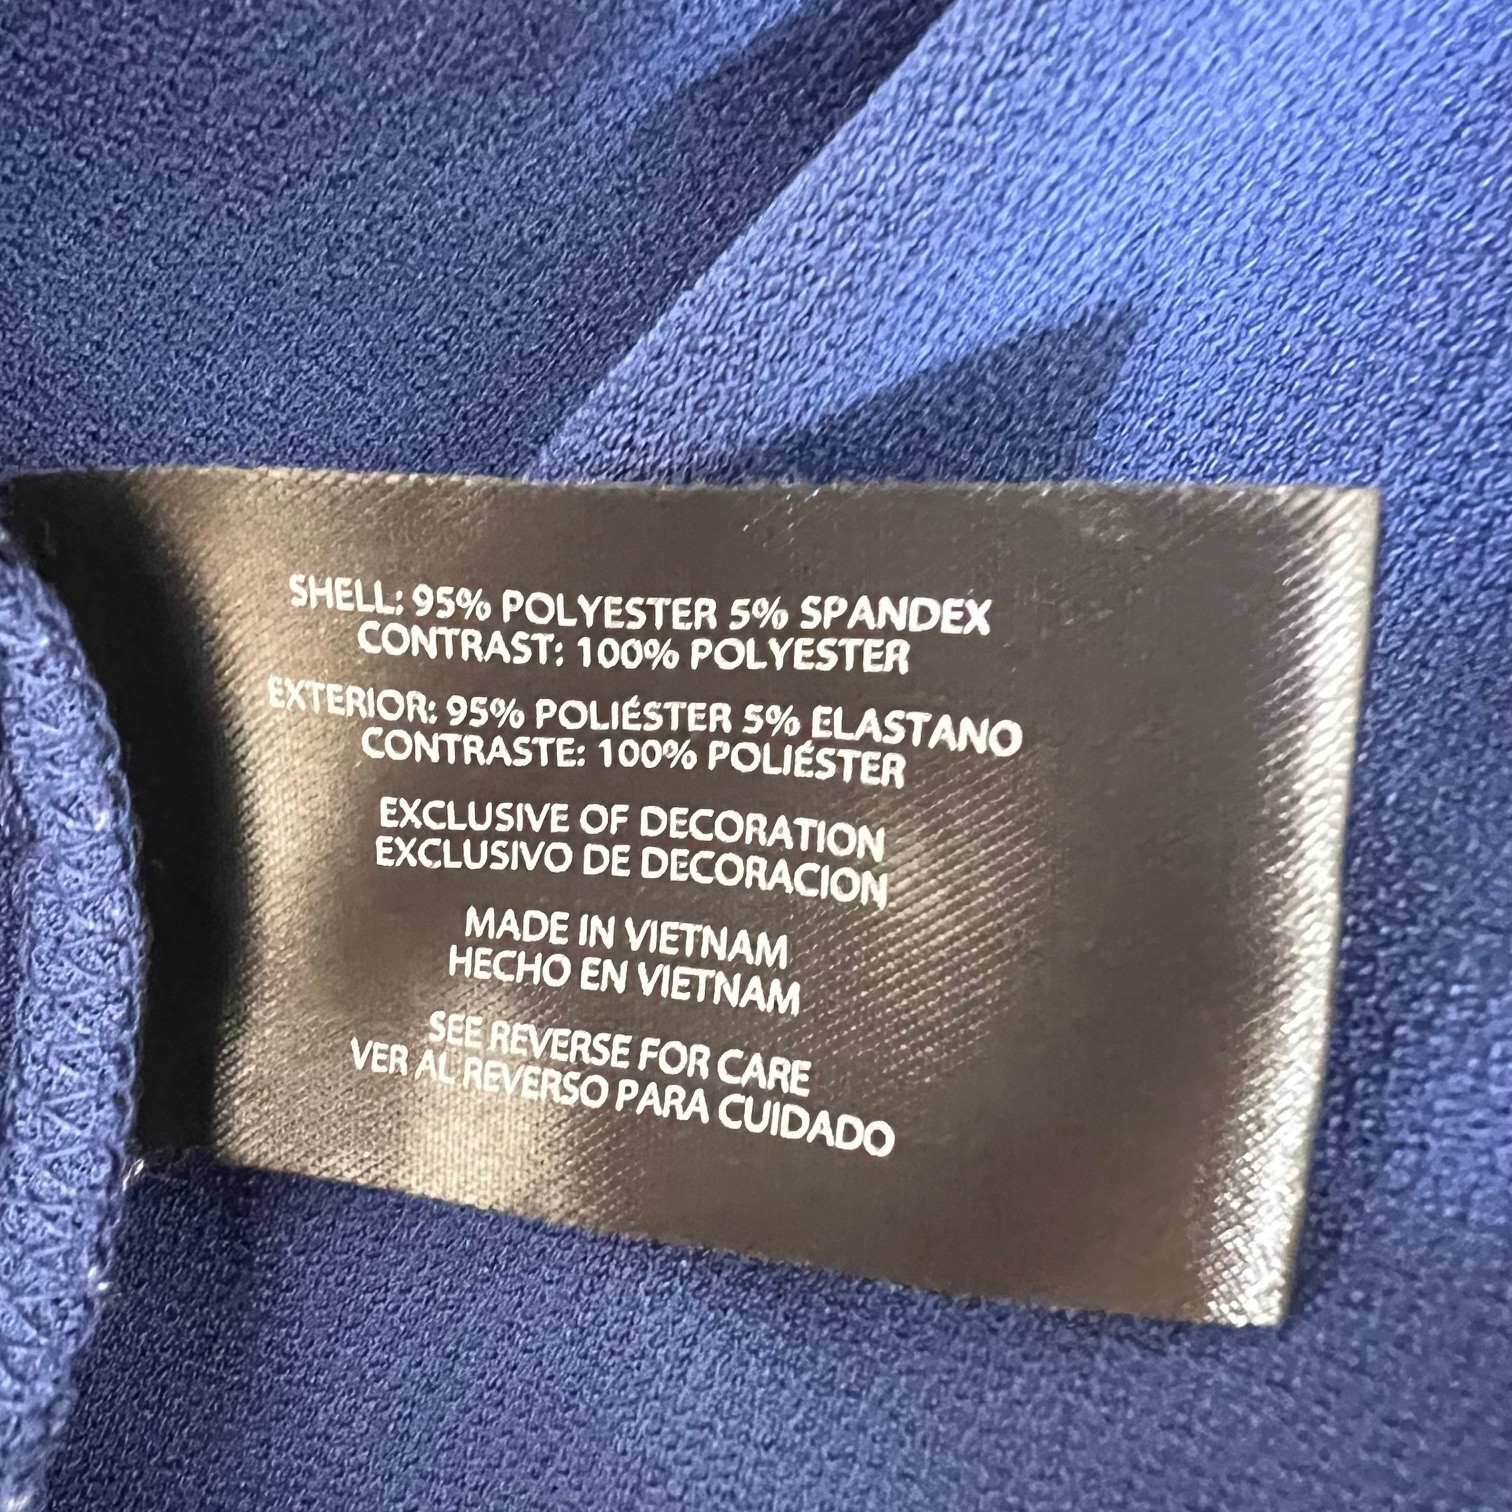 SHELL: 95% POLYESTER 5% SPANDEX
CONTRAST: 100% POLYESTER
EXTERIOR: 95% POLIÉSTER 5% ELASTANO
CONTRASTE: 100% POLIÉSTER
EXCLUSIVE OF DECORATION
EXCLUSIVO DE DECORACION
MADE IN VIETNAM
HECHO EN VIETNAM
SEE REVERSE FOR CARE
VER AL REVERSO PARA CUIDADO